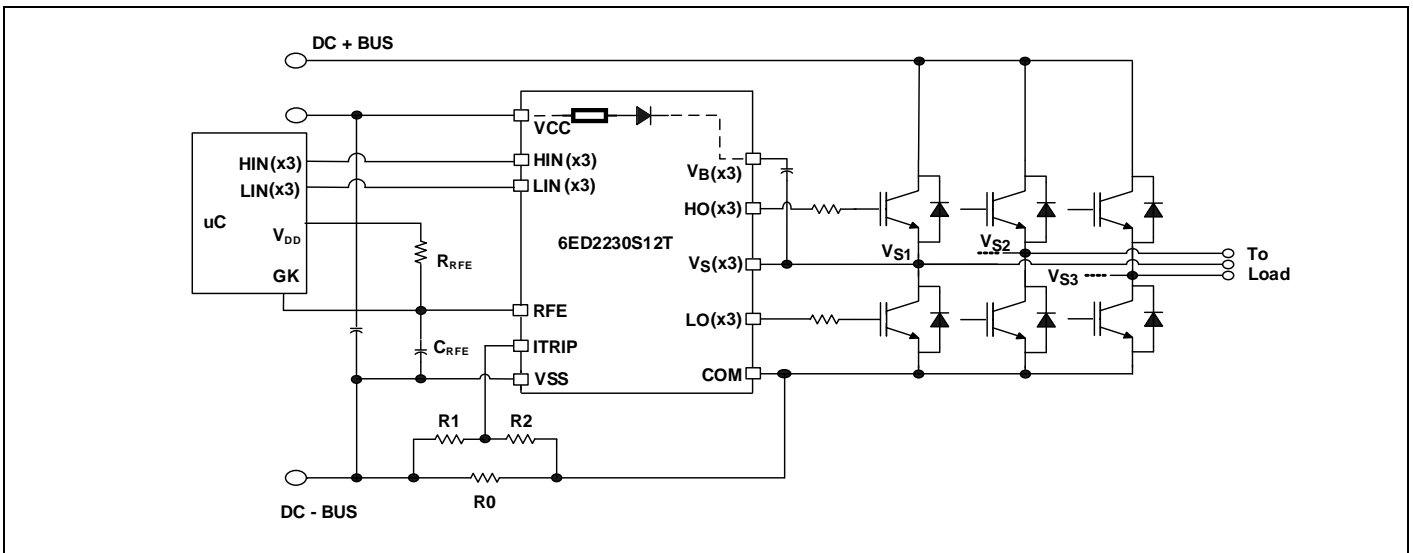 DC + BUS
VCC
HIN(x3)
HIN(x3)
VB(x3)
LIN(x3)
LIN(x3)
HO(x3)
uC
VDD
6ED2230S12T
VS1
VS2
To
RRFE
VS(x3)
VS3
Load
GK
RFE
LO(x3)
CRFE
ITRIP
VSS
COM
R1
R2
R0
DC - BUS